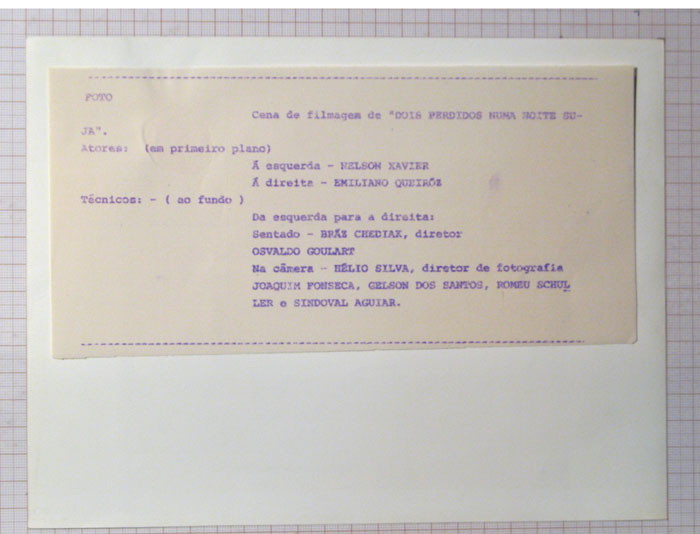 FOTO
Cena de filmagem de "DOIS PERDIDOS NUMA NOITE SU-
JA".
Atores: (em primeiro plano)
Á esquerda - NELSON XAVIER
Á direita - EMILIANO QUEIRÓZ
Técnicos: - ( ao fundo )
Da esquerda para a direita:
Sentado - BRÁZ CHEDIAK, diretor
OSVALDO GOULART
Na câmera - HÉLIO SILVA, diretor de fotografia
JOAQUIM FONSECA, GELSON DOS SANTOS, ROMEU SCHUL
LER e SINDOVAL AGUIAR.